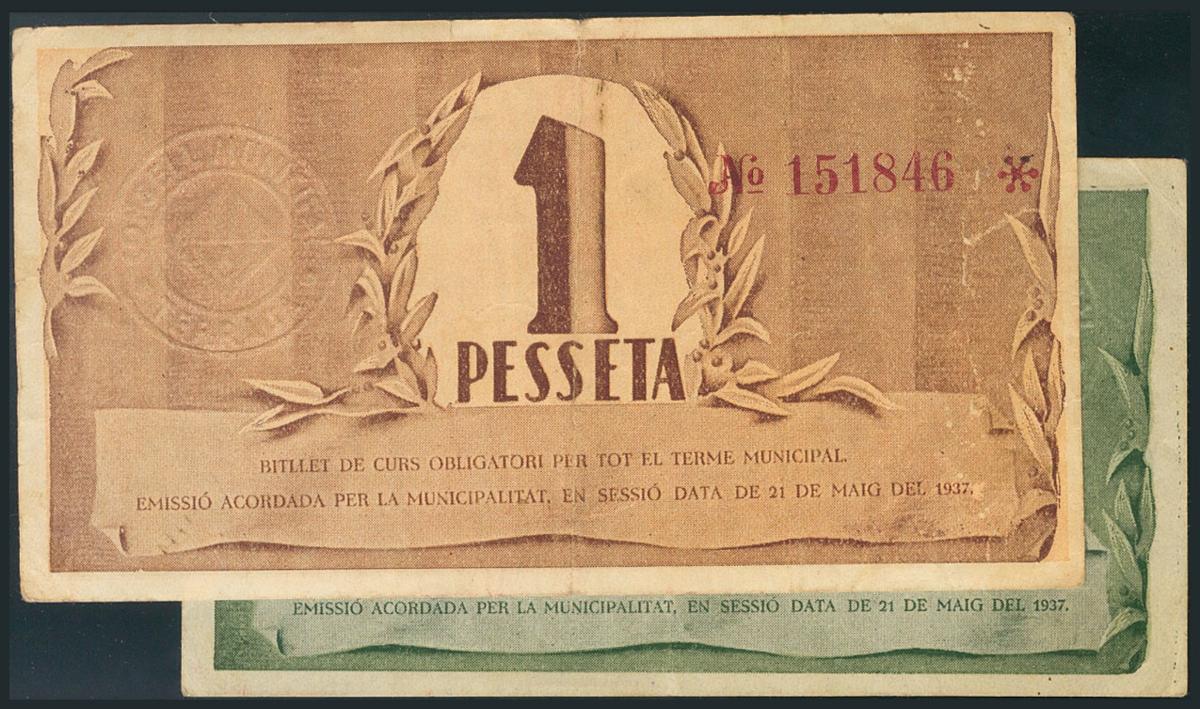 No 151846
1
PESSETA
BITLLET DE CURS OBLIGATORI PER TOT EL TERME MUNICIPAL.
EMISSIÓ ACORDADA PER LA MUNICIPALITAT, EN SESSIÓ DATA DE 21 DE MAIG DEL 1937.
EMISSIÓ ACORDADA PER LA MUNICIPALITAT, EN SESSIÓ DATA DE 21 DE MAIG DEL 1937.